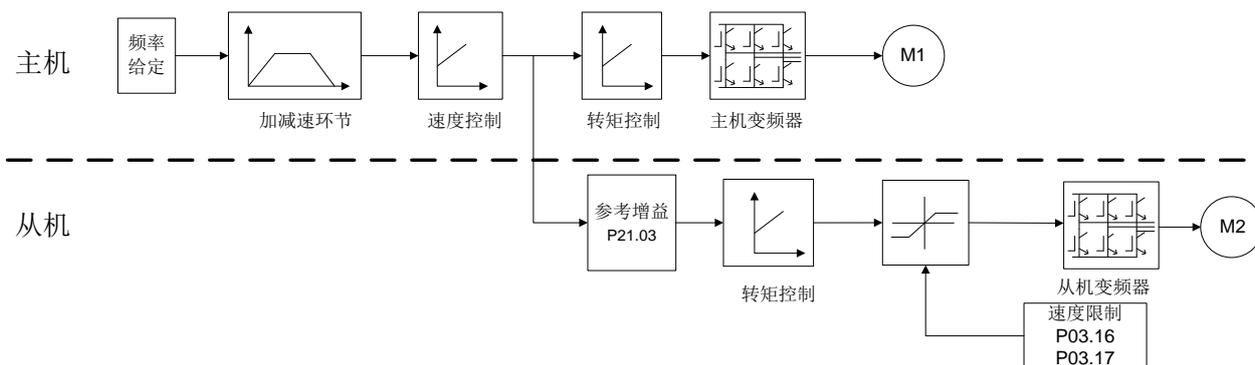 主机
频率
给定
加减速环节
速度控制
转矩控制
主机变频器
M1
从机
参考增益
P21.03
转矩控制
从机变频器
M2
速度限制
P03.16
P03.17